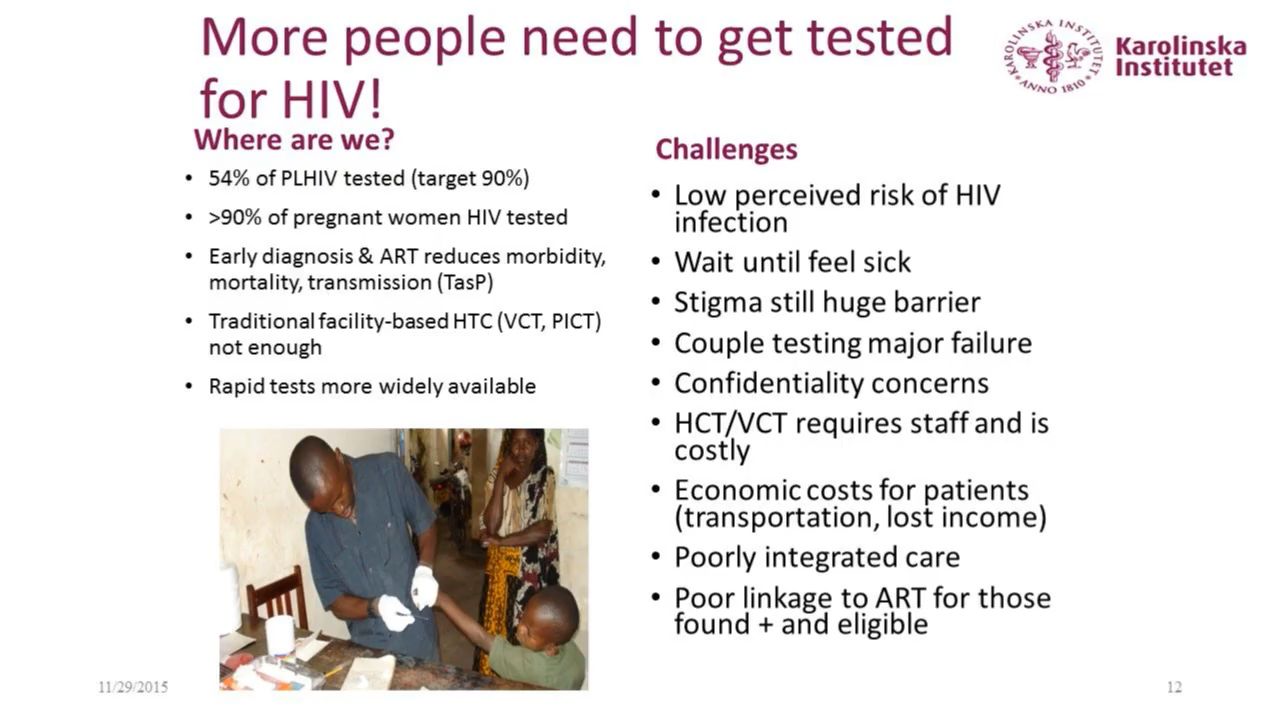 More people need to get tested
for HIV!
KAROLINSKA INSTITUTET
ANNO 1810
Karolinska
Institutet
Where are we?
• 54% of PLHIV tested (target 90%)
• >90% of pregnant women HIV tested
• Early diagnosis & ART reduces morbidity,
mortality, transmission (TasP)
• Traditional facility-based HTC (VCT, PICT)
not enough
• Rapid tests more widely available
Challenges
• Low perceived risk of HIV
infection
• Wait until feel sick
• Stigma still huge barrier
• Couple testing major failure
• Confidentiality concerns
• HCT/VCT requires staff and is
costly
• Economic costs for patients
(transportation, lost income)
• Poorly integrated care
• Poor linkage to ART for those
found + and eligible
11/29/2015
12